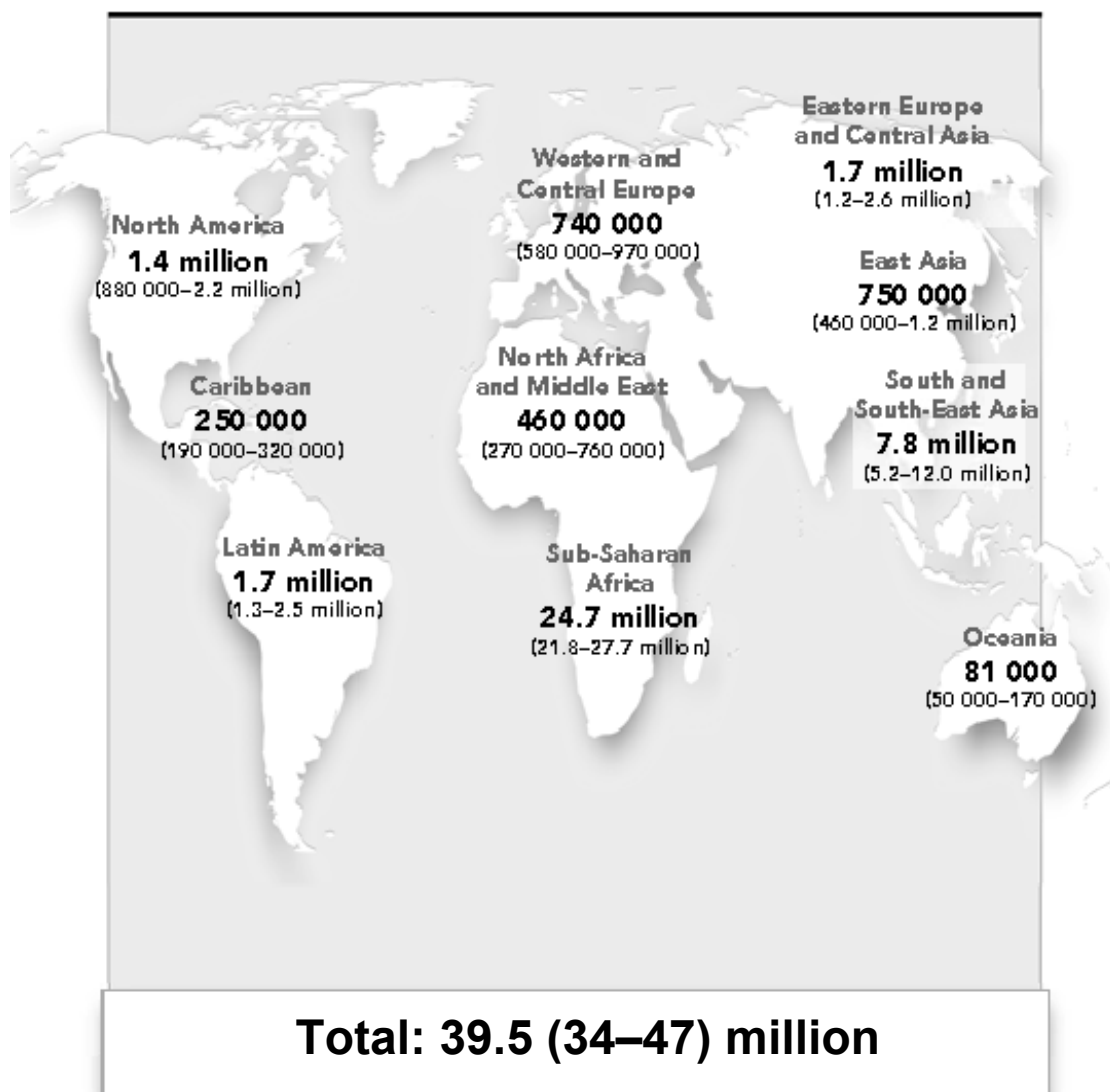 Eastern Europe
and Central Asia
1.7 million
(1.2–2.6 million)
Western and
Central Europe
740 000
(580 000–970 000)
North America
1.4 million
(880 000–2.2 million)
East Asia
750 000
(460 000–1.2 million)
North Africa
and Middle East
460 000
(270 000–760 000)
Caribbean
250 000
(190 000–320 000)
South and
South-East Asia
7.8 million
(5.2–12.0 million)
Latin America
1.7 million
(1.3–2.5 million)
Sub-Saharan
Africa
24.7 million
(21.8–27.7 million)
Oceania
81 000
(50 000–170 000)
Total: 39.5 (34–47) million